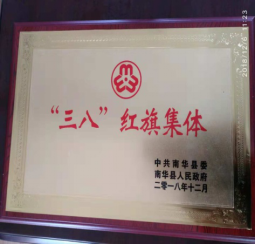 “三八”红旗集体
中共南华县委
南华县人民政府
二零一八年十二月